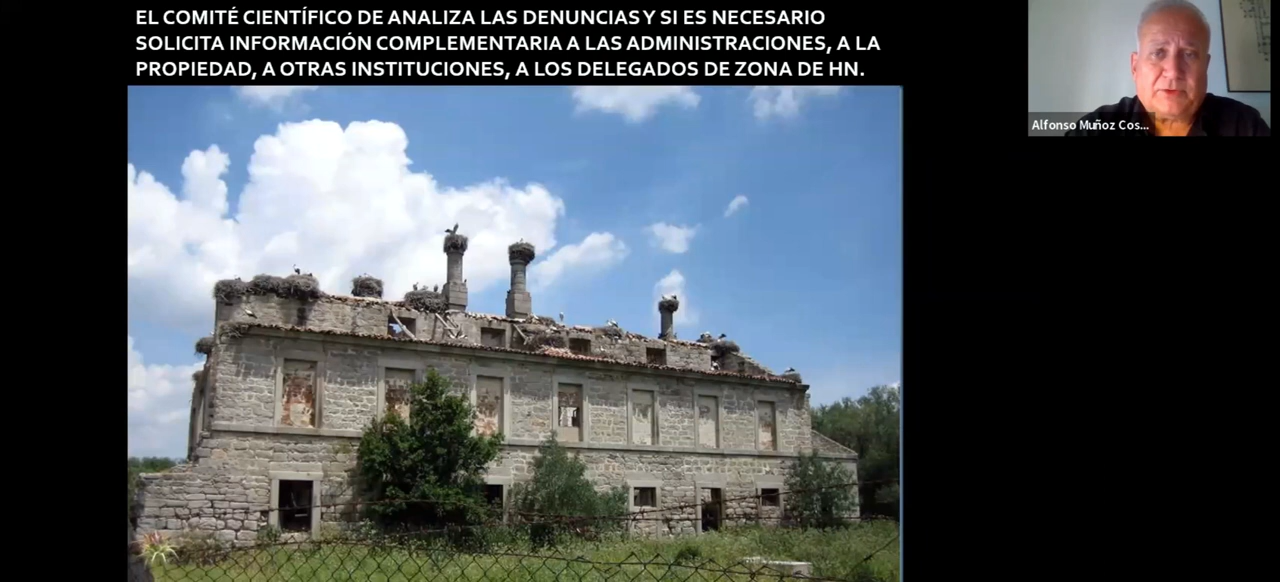 EL COMITÉ CIENTÍFICO DE ANALIZA LAS DENUNCIAS Y SI ES NECESARIO
SOLICITA INFORMACIÓN COMPLEMENTARIA A LAS ADMINISTRACIONES, A LA
PROPIEDAD, A OTRAS INSTITUCIONES, A LOS DELEGADOS DE ZONA DE HN.
Alfonso Muñoz Cos...